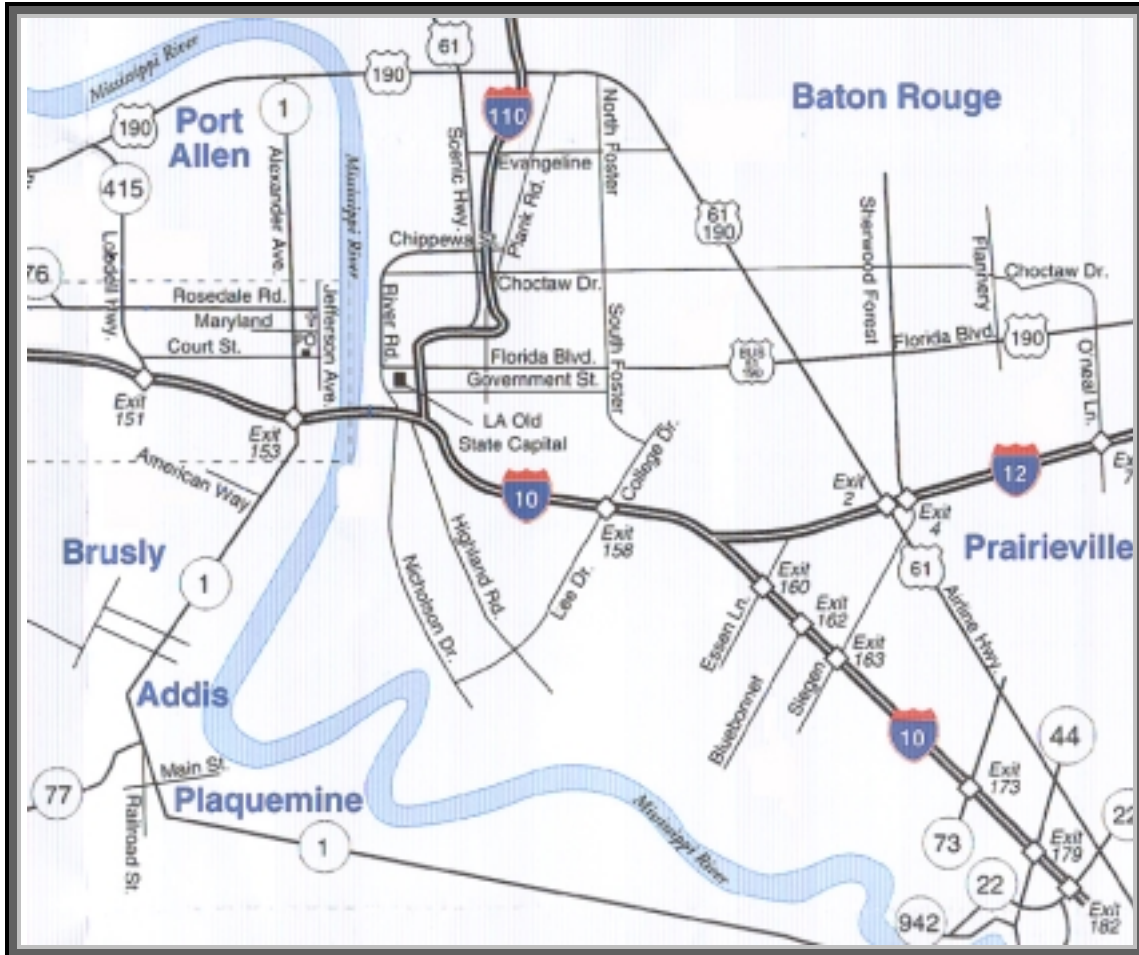 Mississippi River
61
190
110
Baton Rouge
190
Port
Allen
1
415
Alexander Ave.
Mississippi River
Scenic Hwy.
Evangeline
Plank Rd.
North Foster
61
190
Sherwood Forest
Flannery
Chippewa
Choctaw Dr.
Choctaw Dr.
76
Rosedale Rd.
Maryland
Court St.
Jefferson Ave.
River Rd.
South Foster
Florida Blvd.
190
O'neal Ln.
Florida Blvd.
BUS
190
Government St.
Exit
151
Exit
153
LA Old
State Capital
American Way
College Dr.
10
12
Exit
2
Exit
4
Exit
158
Highland Rd.
Nicholson Dr.
Lee Dr.
Brusly
1
Prairieville
61
Airline Hwy.
Exit
160
Essen Ln.
Exit
162
Exit
163
Bluebonnet
Siegen
Addis
10
44
Main St.
77
Railroad St.
Plaquemine
1
Mississippi River
Exit
173
73
22
Exit
179
22
942
Exit
182